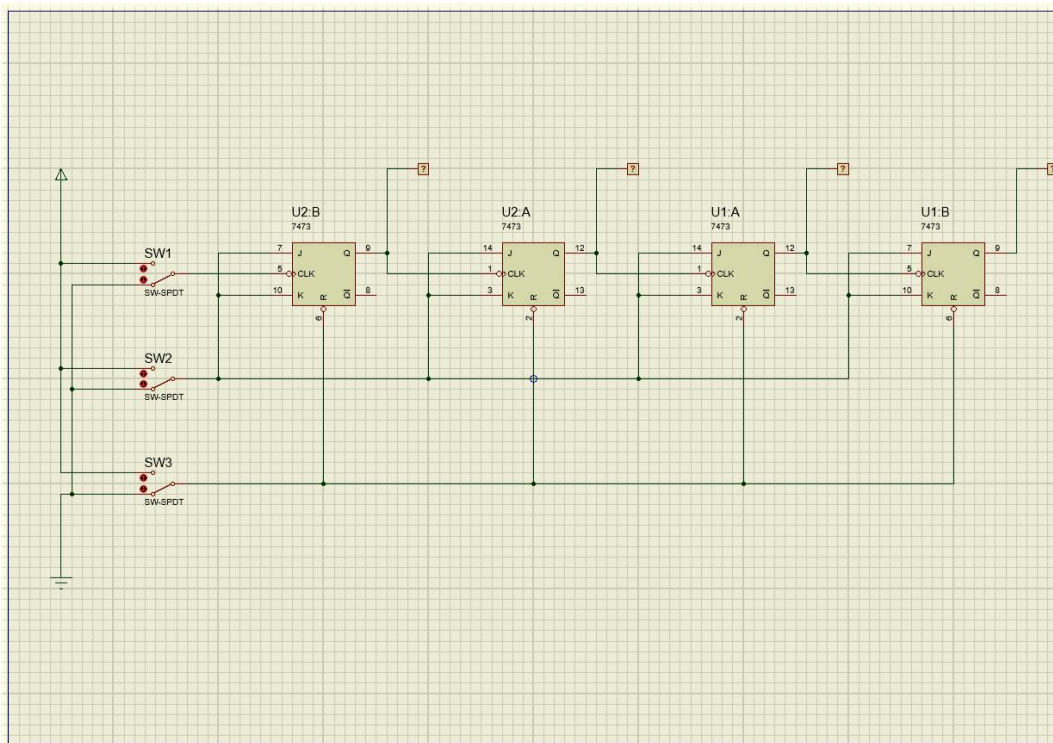 ?
?
?
?
U2:B
7473
7
J
Q
9
5
CLK
10
K
R
Q
8
6
U2:A
7473
14
J
Q
12
1
CLK
3
K
R
Q
13
2
U1:A
7473
14
J
Q
12
1
CLK
3
K
R
Q
13
2
U1:B
7473
7
J
Q
9
5
CLK
10
K
R
Q
8
6
SW1
SW-SPDT
SW2
SW-SPDT
SW3
SW-SPDT